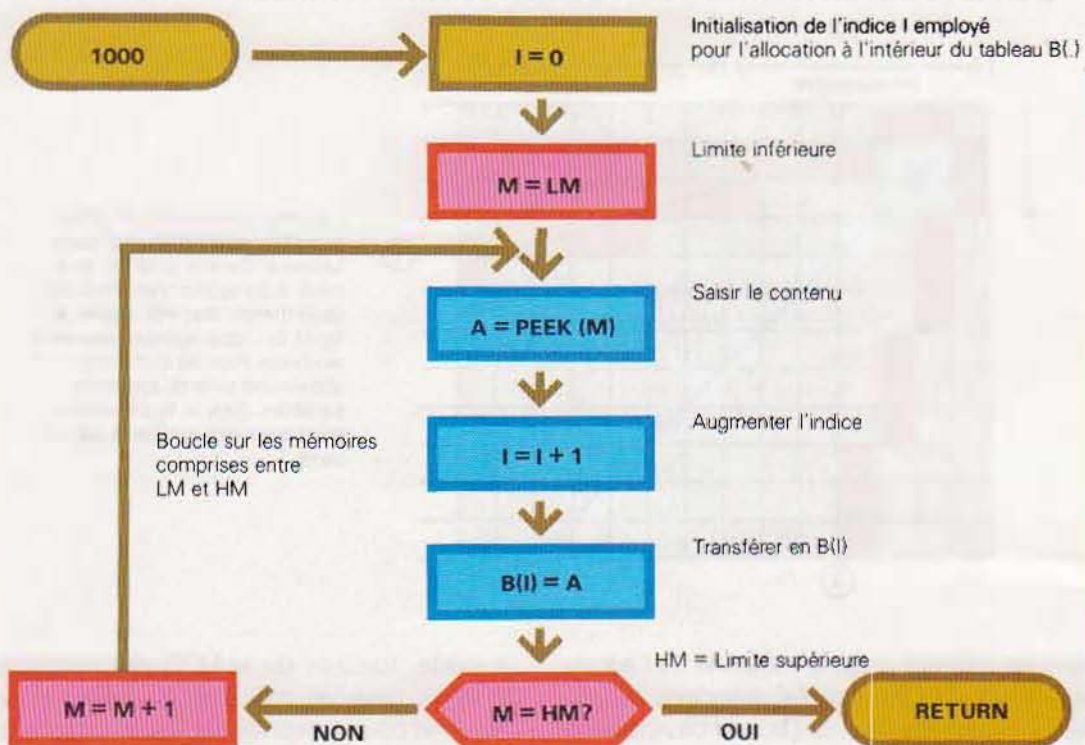 1000
I = 0
Initialisation de l'indice I employé
pour l'allocation à l'intérieur du tableau B(.)
M = LM
Limite inférieure
A = PEEK (M)
Saisir le contenu
I = I + 1
Augmenter l'indice
Boucle sur les mémoires
comprises entre
LM et HM
B(I) = A
Transférer en B(I)
HM = Limite supérieure
M = M + 1
NON
M = HM?
OUI
RETURN